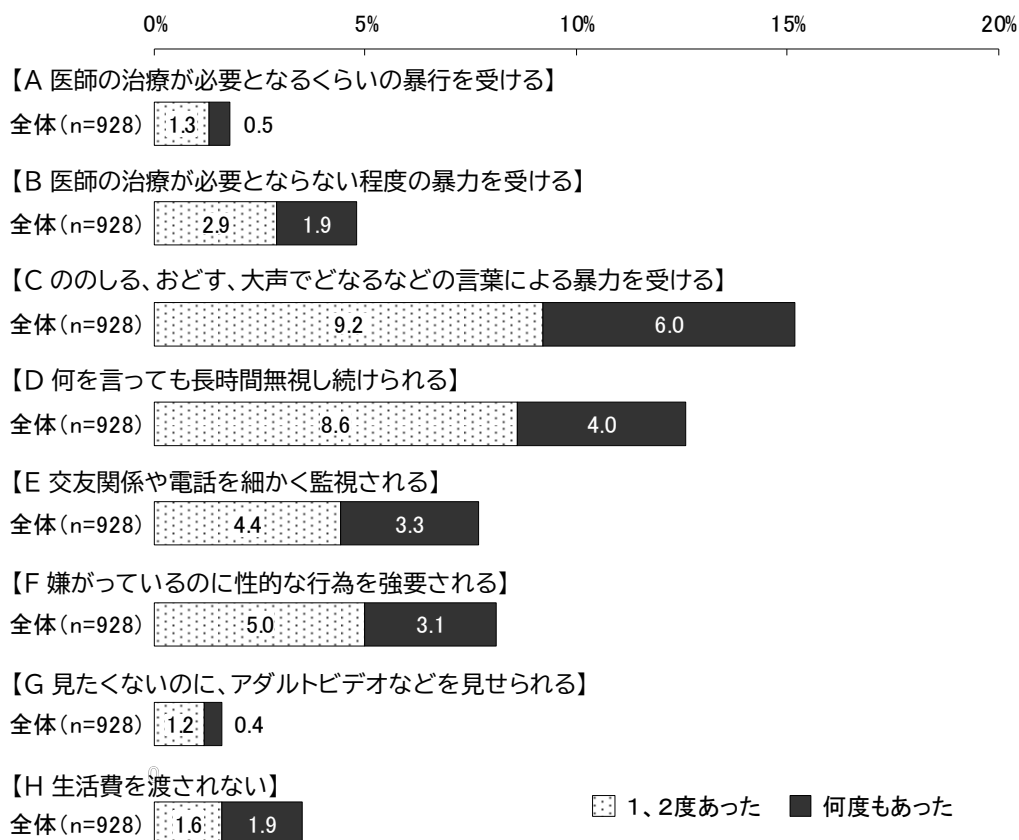 0% 5% 10% 15% 20%
【A 医師の治療が必要となるくらいの暴行を受ける】
全体(n=928) 1.3 0.5
【B 医師の治療が必要とならない程度の暴力を受ける】
全体(n=928) 2.9 1.9
【C ののしる、おどす、大声でどなるなどの言葉による暴力を受ける】
全体(n=928) 9.2 6.0
【D 何を言っても長時間無視し続けられる】
全体(n=928) 8.6 4.0
【E 交友関係や電話を細かく監視される】
全体(n=928) 4.4 3.3
【F 嫌がっているのに性的な行為を強要される】
全体(n=928) 5.0 3.1
【G 見たくないのに、アダルトビデオなどを見せられる】
全体(n=928) 1.2 0.4
【H 生活費を渡されない】
全体(n=928) 1.6 1.9
1、2度あった 何度もあった